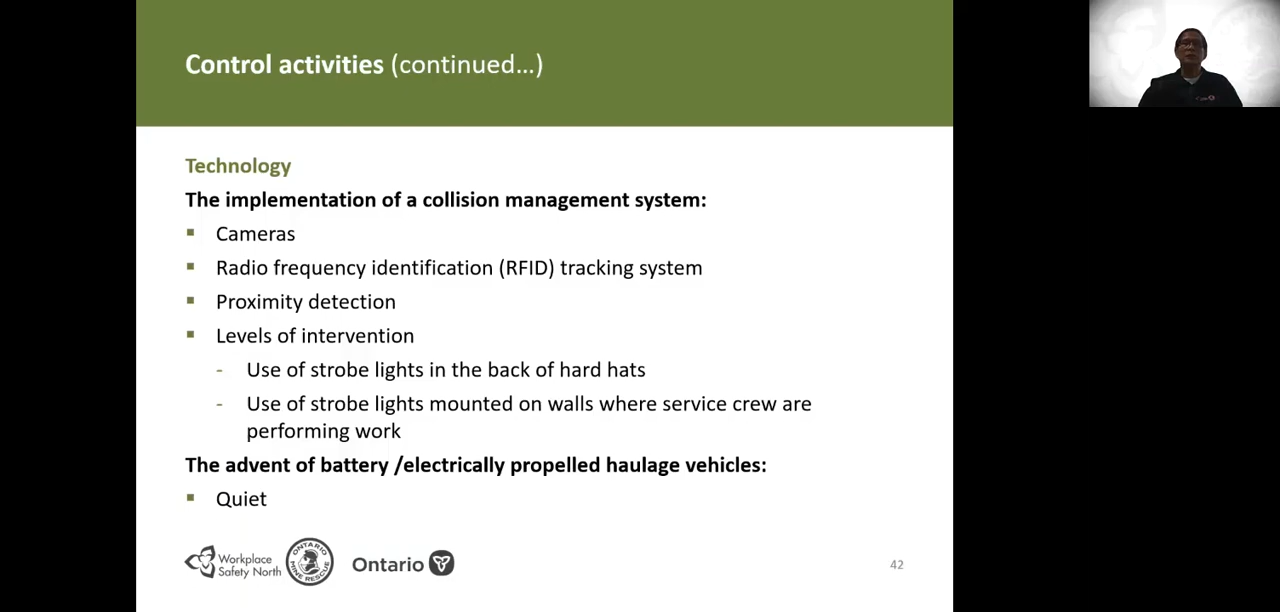 Control activities (continued…)
Technology
The implementation of a collision management system:
▪ Cameras
▪ Radio frequency identification (RFID) tracking system
▪ Proximity detection
▪ Levels of intervention
- Use of strobe lights in the back of hard hats
- Use of strobe lights mounted on walls where service crew are
performing work
The advent of battery /electrically propelled haulage vehicles:
▪ Quiet
Workplace
Safety North
ONTARIO
MINE RESCUE
Ontario
42